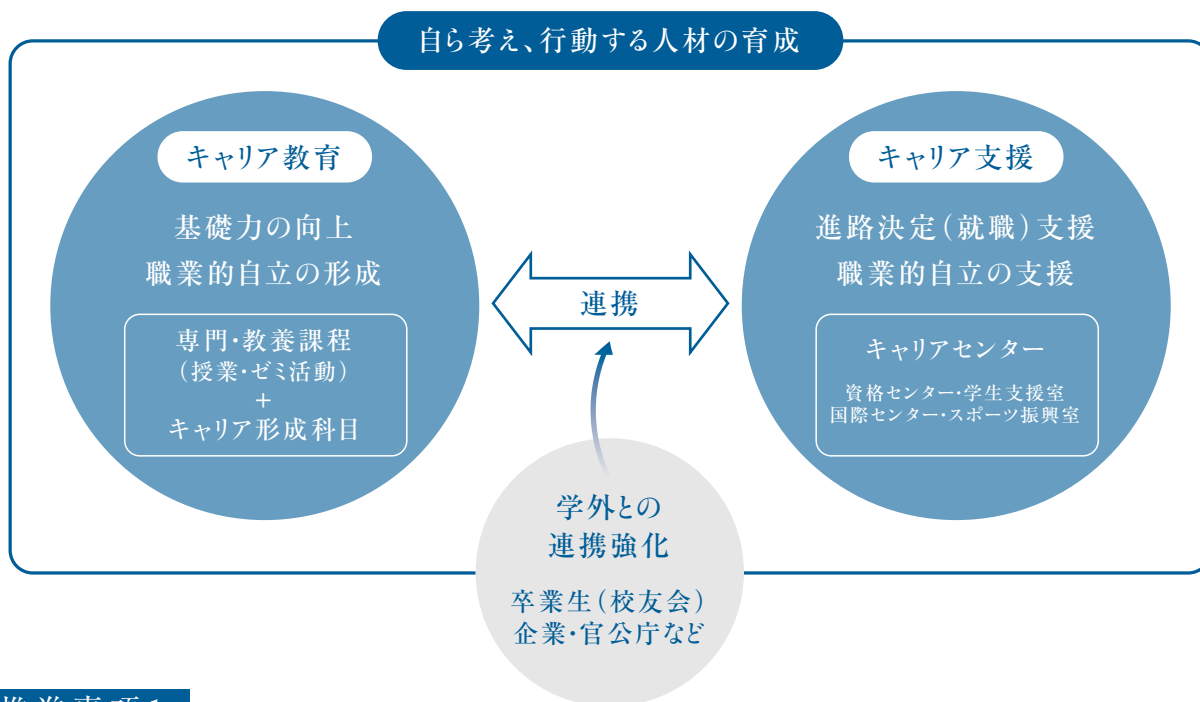 自ら考え、行動する人材の育成
キャリア教育
基礎力の向上
職業的自立の形成
専門・教養課程
（授業・ゼミ活動）
+
キャリア形成科目
連携
キャリア支援
進路決定（就職）支援
職業的自立の支援
キャリアセンター
資格センター・学生支援室
国際センター・スポーツ振興室
学外との
連携強化
卒業生（校友会）
企業・官公庁など